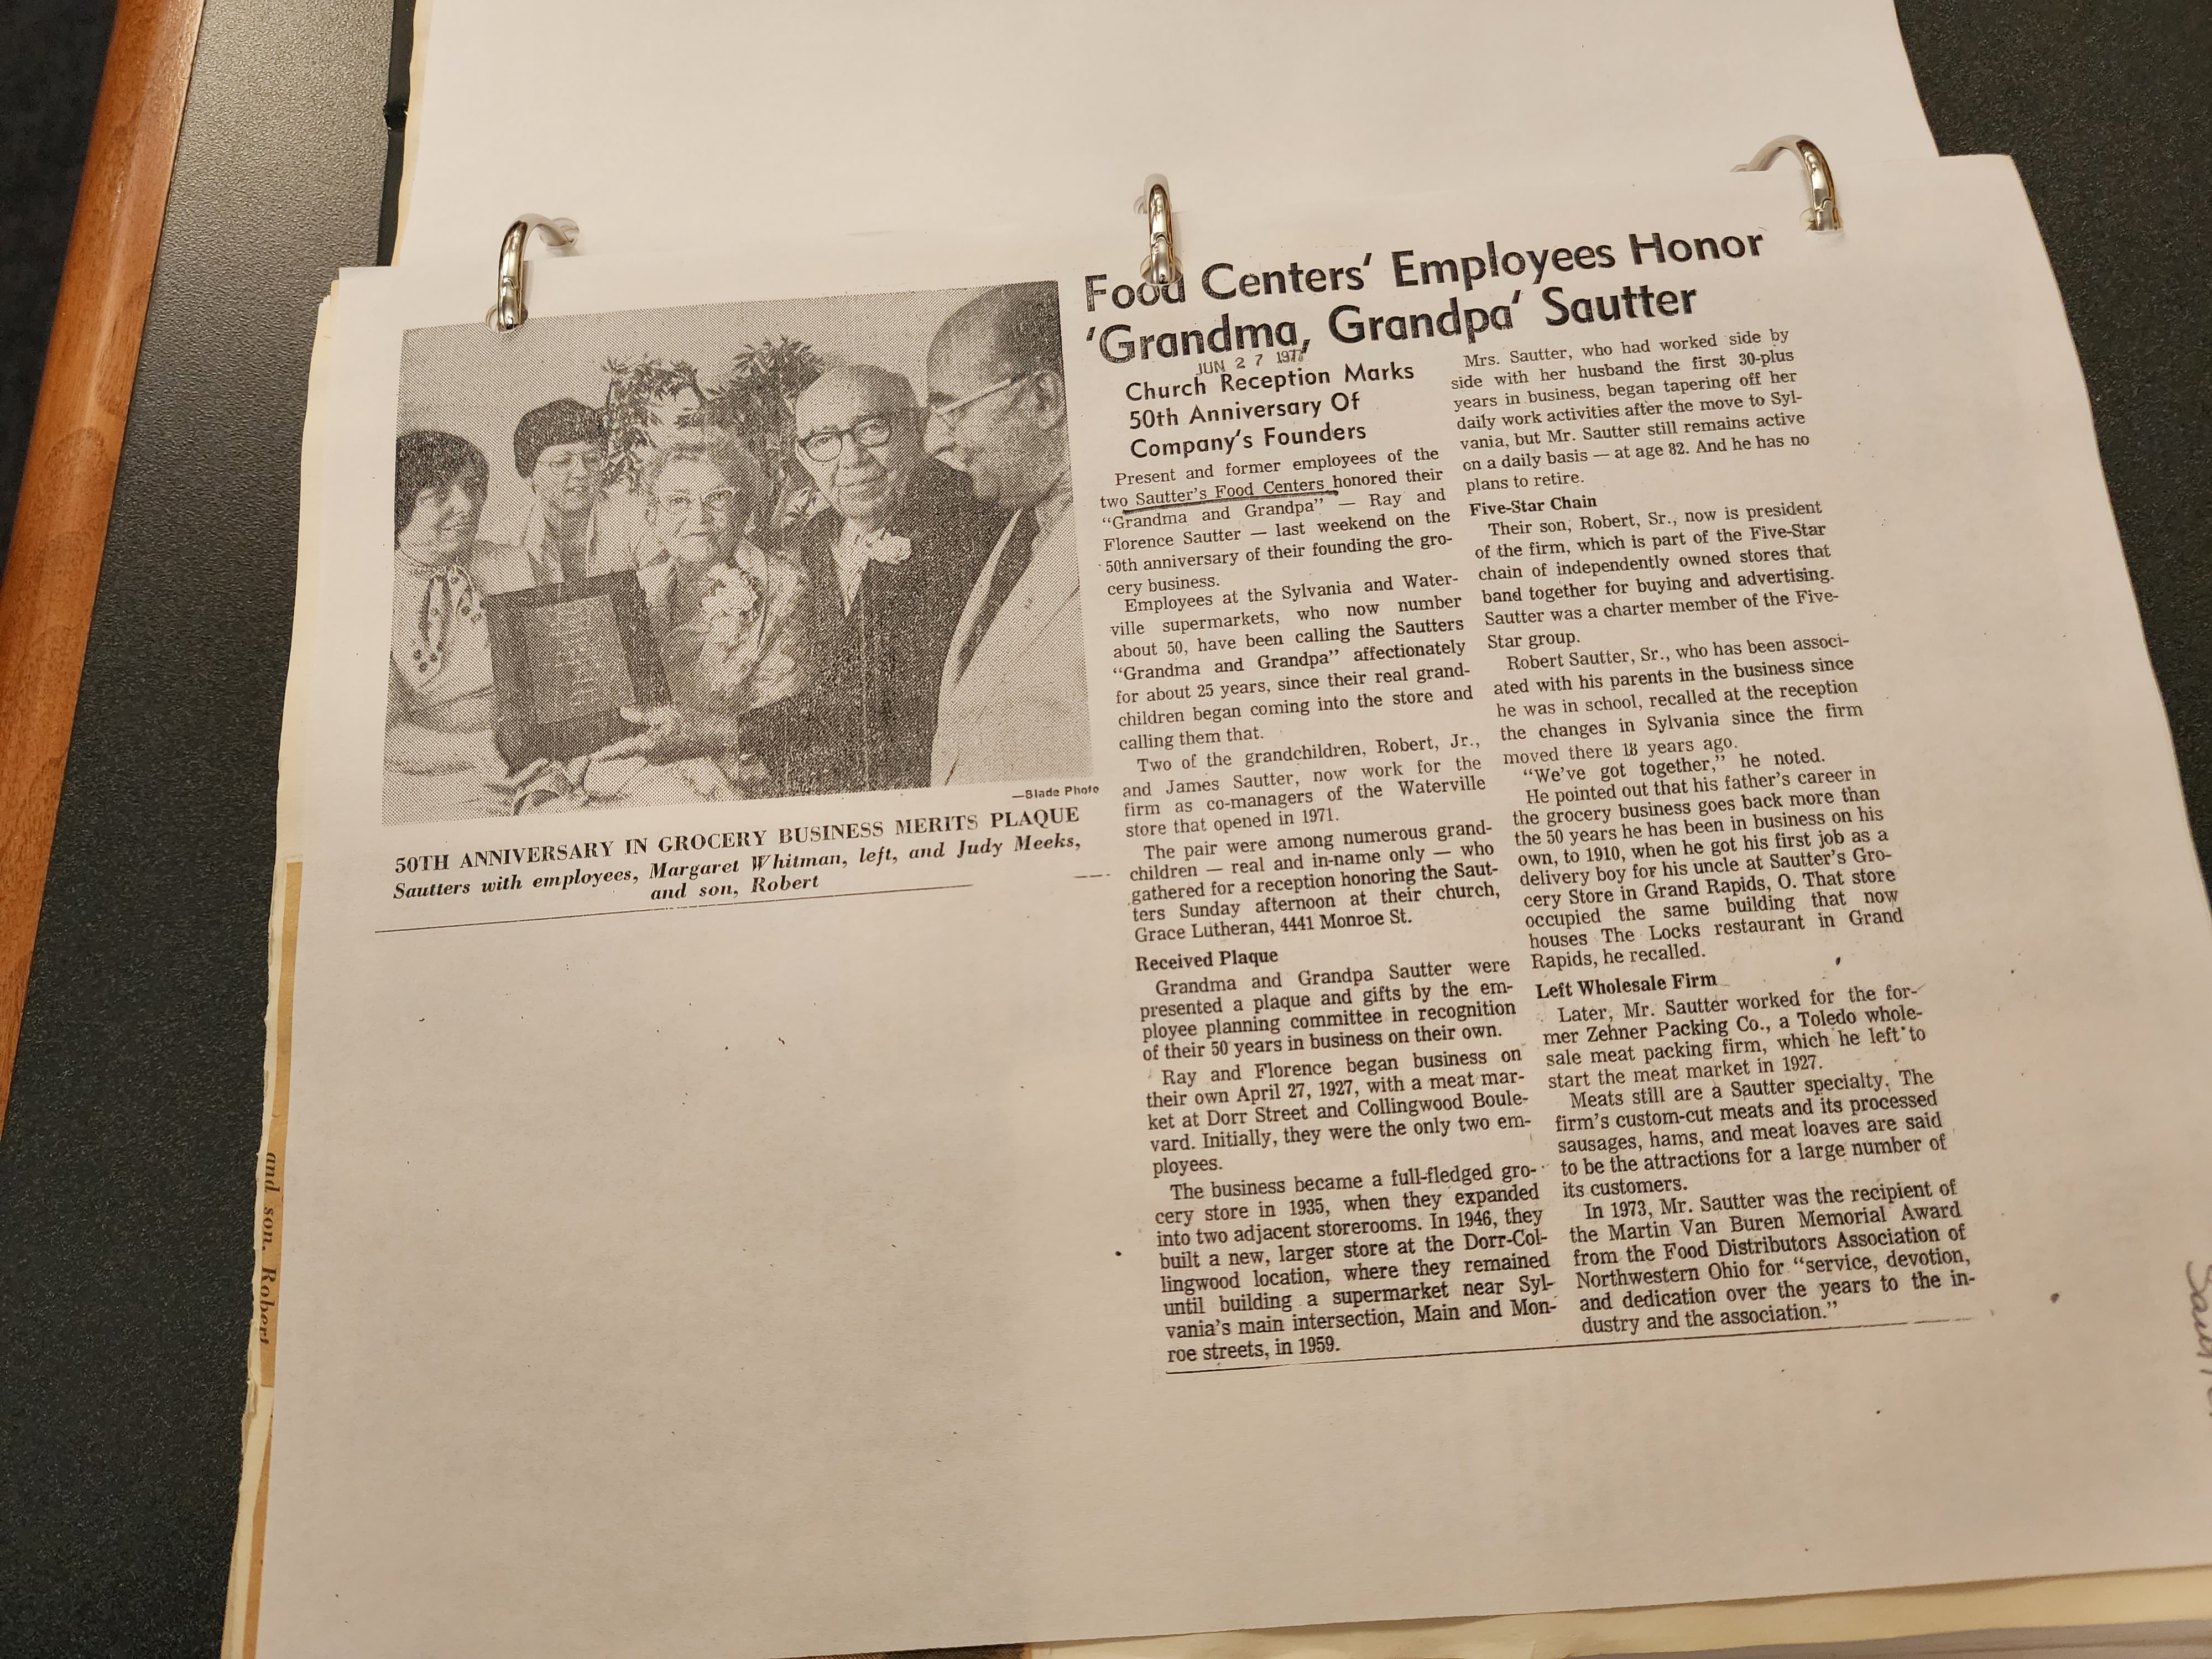 Food Centers' Employees Honor
'Grandma, Grandpa' Sautter
JUN 27 1977
Church Reception Marks
50th Anniversary Of
Company's Founders
Present and former employees of the
two Sautter's Food Centers honored their
"Grandma and Grandpa" — Ray and
Florence Sautter — last weekend on the
50th anniversary of their founding the gro-
cery business.
Employees at the Sylvania and Water-
ville supermarkets, who now number
about 50, have been calling the Sautters
"Grandma and Grandpa" affectionately
for about 25 years, since their real grand-
children began coming into the store and
calling them that.
Two of the grandchildren, Robert, Jr.,
and James Sautter, now work for the
firm as co-managers of the Waterville
store that opened in 1971.
The pair were among numerous grand-
children — real and in-name only — who
gathered for a reception honoring the Saut-
ters Sunday afternoon at their church,
Grace Lutheran, 4441 Monroe St.
Received Plaque
Grandma and Grandpa Sautter were
presented a plaque and gifts by the em-
ployee planning committee in recognition
of their 50 years in business on their own.
Ray and Florence began business on
their own April 27, 1927, with a meat mar-
ket at Dorr Street and Collingwood Boule-
vard. Initially, they were the only two em-
ployees.
The business became a full-fledged gro-
cery store in 1935, when they expanded
into two adjacent storerooms. In 1946, they
built a new, larger store at the Dorr-Col-
lingwood location, where they remained
until building a supermarket near Syl-
vania's main intersection, Main and Mon-
roe streets, in 1959.
Mrs. Sautter, who had worked side by
side with her husband the first 30-plus
years in business, began tapering off her
daily work activities after the move to Syl-
vania, but Mr. Sautter still remains active
on a daily basis — at age 82. And he has no
plans to retire.
Five-Star Chain
Their son, Robert, Sr., now is president
of the firm, which is part of the Five-Star
chain of independently owned stores that
band together for buying and advertising.
Sautter was a charter member of the Five-
Star group.
Robert Sautter, Sr., who has been associ-
ated with his parents in the business since
he was in school, recalled at the reception
the changes in Sylvania since the firm
moved there 18 years ago.
"We've got together," he noted.
He pointed out that his father's career in
the grocery business goes back more than
the 50 years he has been in business on his
own, to 1910, when he got his first job as a
delivery boy for his uncle at Sautter's Gro-
cery Store in Grand Rapids, O. That store
occupied the same building that now
houses The Locks restaurant in Grand
Rapids, he recalled.
Left Wholesale Firm
Later, Mr. Sautter worked for the for-
mer Zehner Packing Co., a Toledo whole-
sale meat packing firm, which he left to
start the meat market in 1927.
Meats still are a Sautter specialty. The
firm's custom-cut meats and its processed
sausages, hams, and meat loaves are said
to be the attractions for a large number of
its customers.
In 1973, Mr. Sautter was the recipient of
the Martin Van Buren Memorial Award
from the Food Distributors Association of
Northwestern Ohio for "service, devotion,
and dedication over the years to the in-
dustry and the association."
—Blade Photo
50TH ANNIVERSARY IN GROCERY BUSINESS MERITS PLAQUE
Sautters with employees, Margaret Whitman, left, and Judy Meeks,
and son, Robert
and son, Robert